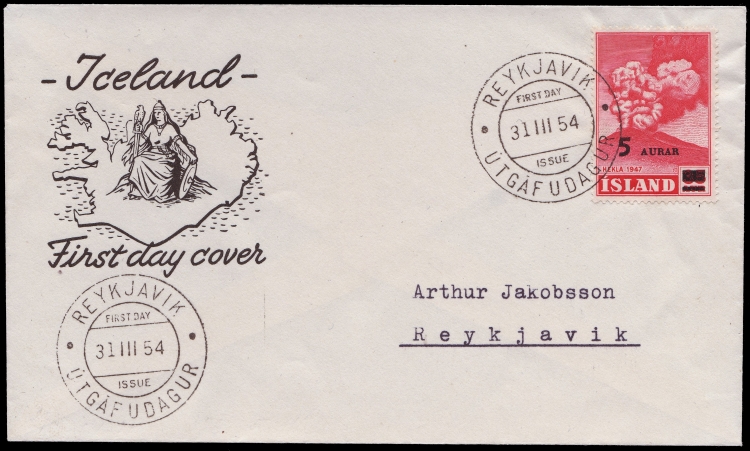 - Iceland -
First day cover
REYKJAVIK
FIRST DAY
31 III 54
ISSUE
ÚTGÁFUDAGUR
REYKJAVIK
FIRST DAY
31 III 54
ISSUE
ÚTGÁFUDAGUR
5 AURAR
HEKLA 1947
ÍSLAND
Arthur Jakobsson
Reykjavik